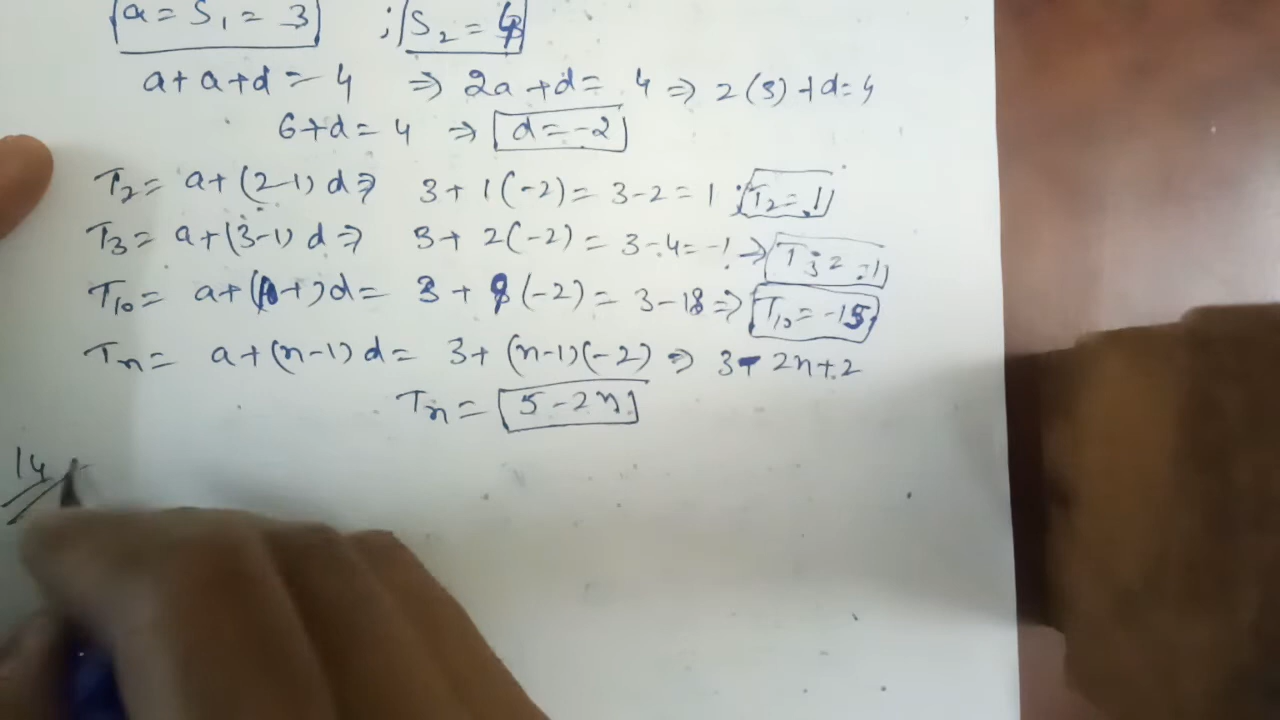 a = S₁ = 3 ; S₂ = 4
a + a + d = 4 ⇒ 2a + d = 4 ⇒ 2(3) + d = 4
6 + d = 4 ⇒ d = -2
T₂ = a + (2-1) d ⇒ 3 + 1(-2) = 3 - 2 = 1 ; T₂ = 1
T₃ = a + (3-1) d ⇒ 3 + 2(-2) = 3 - 4 = -1 ⇒ T₃ = -1
T₁₀ = a + (10-1) d = 3 + 9(-2) = 3 - 18 ⇒ T₁₀ = -15
Tₙ = a + (n-1) d = 3 + (n-1)(-2) ⇒ 3 - 2n + 2
Tₙ = 5 - 2n
14